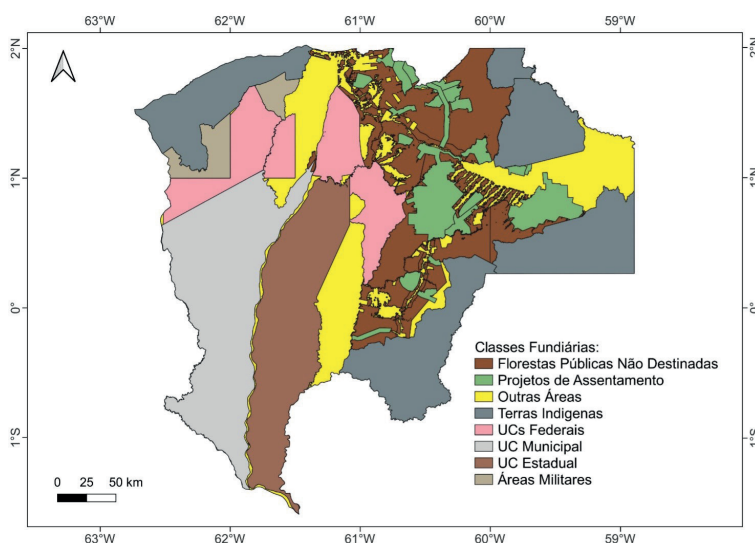 63°W 62°W 61°W 60°W 59°W
2°N 2°N
1°N 1°N
0° 0°
1°S 1°S
Classes Fundiárias:
Florestas Públicas Não Destinadas
Projetos de Assentamento
Outras Áreas
Terras Indigenas
UCs Federais
UC Municipal
UC Estadual
Áreas Militares
0 25 50 km
63°W 62°W 61°W 60°W 59°W